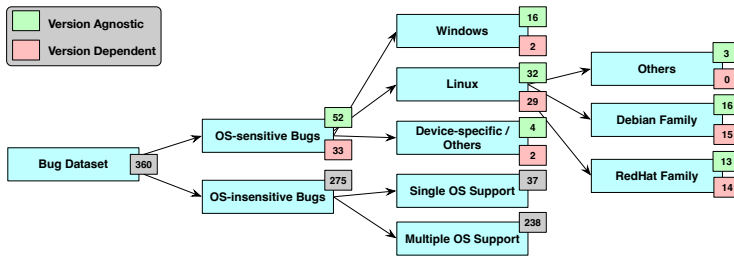 Version Agnostic
Version Dependent
Bug Dataset
360
OS-sensitive Bugs
52
33
OS-insensitive Bugs
275
Windows
16
2
Linux
32
29
Device-specific /
Others
4
2
Single OS Support
37
Multiple OS Support
238
Others
3
0
Debian Family
16
15
RedHat Family
13
14